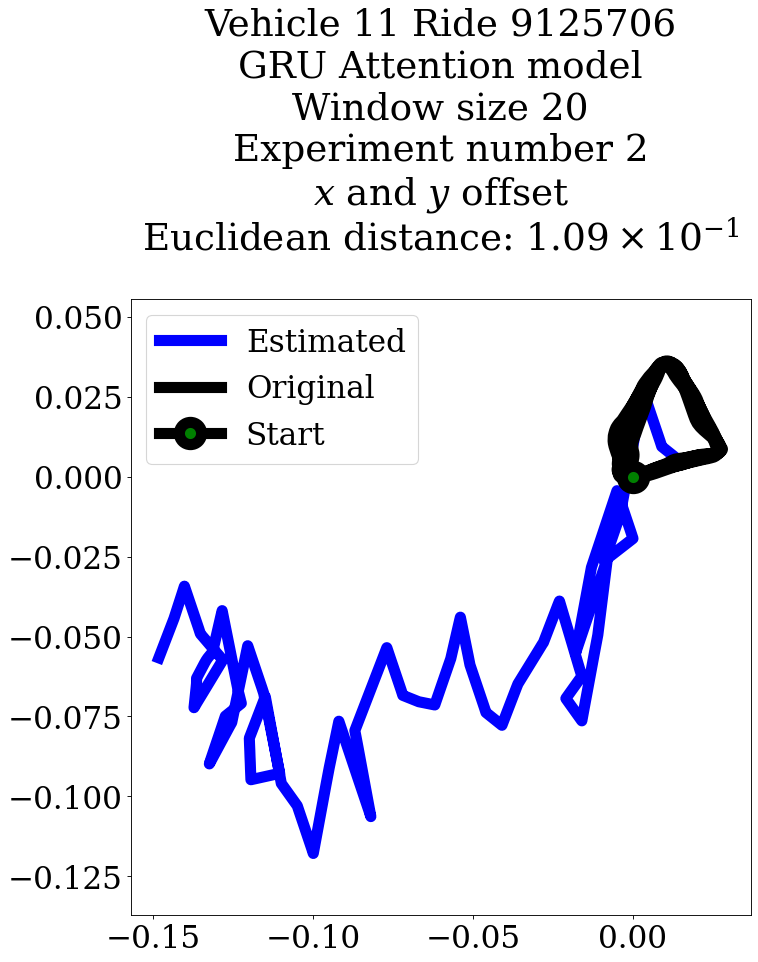 Vehicle 11 Ride 9125706
GRU Attention model
Window size 20
Experiment number 2
x and y offset
Euclidean distance: 1.09 × 10⁻¹
Estimated
Original
Start
0.050
0.025
0.000
−0.025
−0.050
−0.075
−0.100
−0.125
−0.15
−0.10
−0.05
0.00